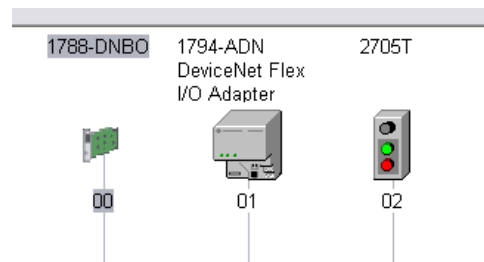 1788-DNBO
1794-ADN
DeviceNet Flex
I/O Adapter
2705T
00
01
02